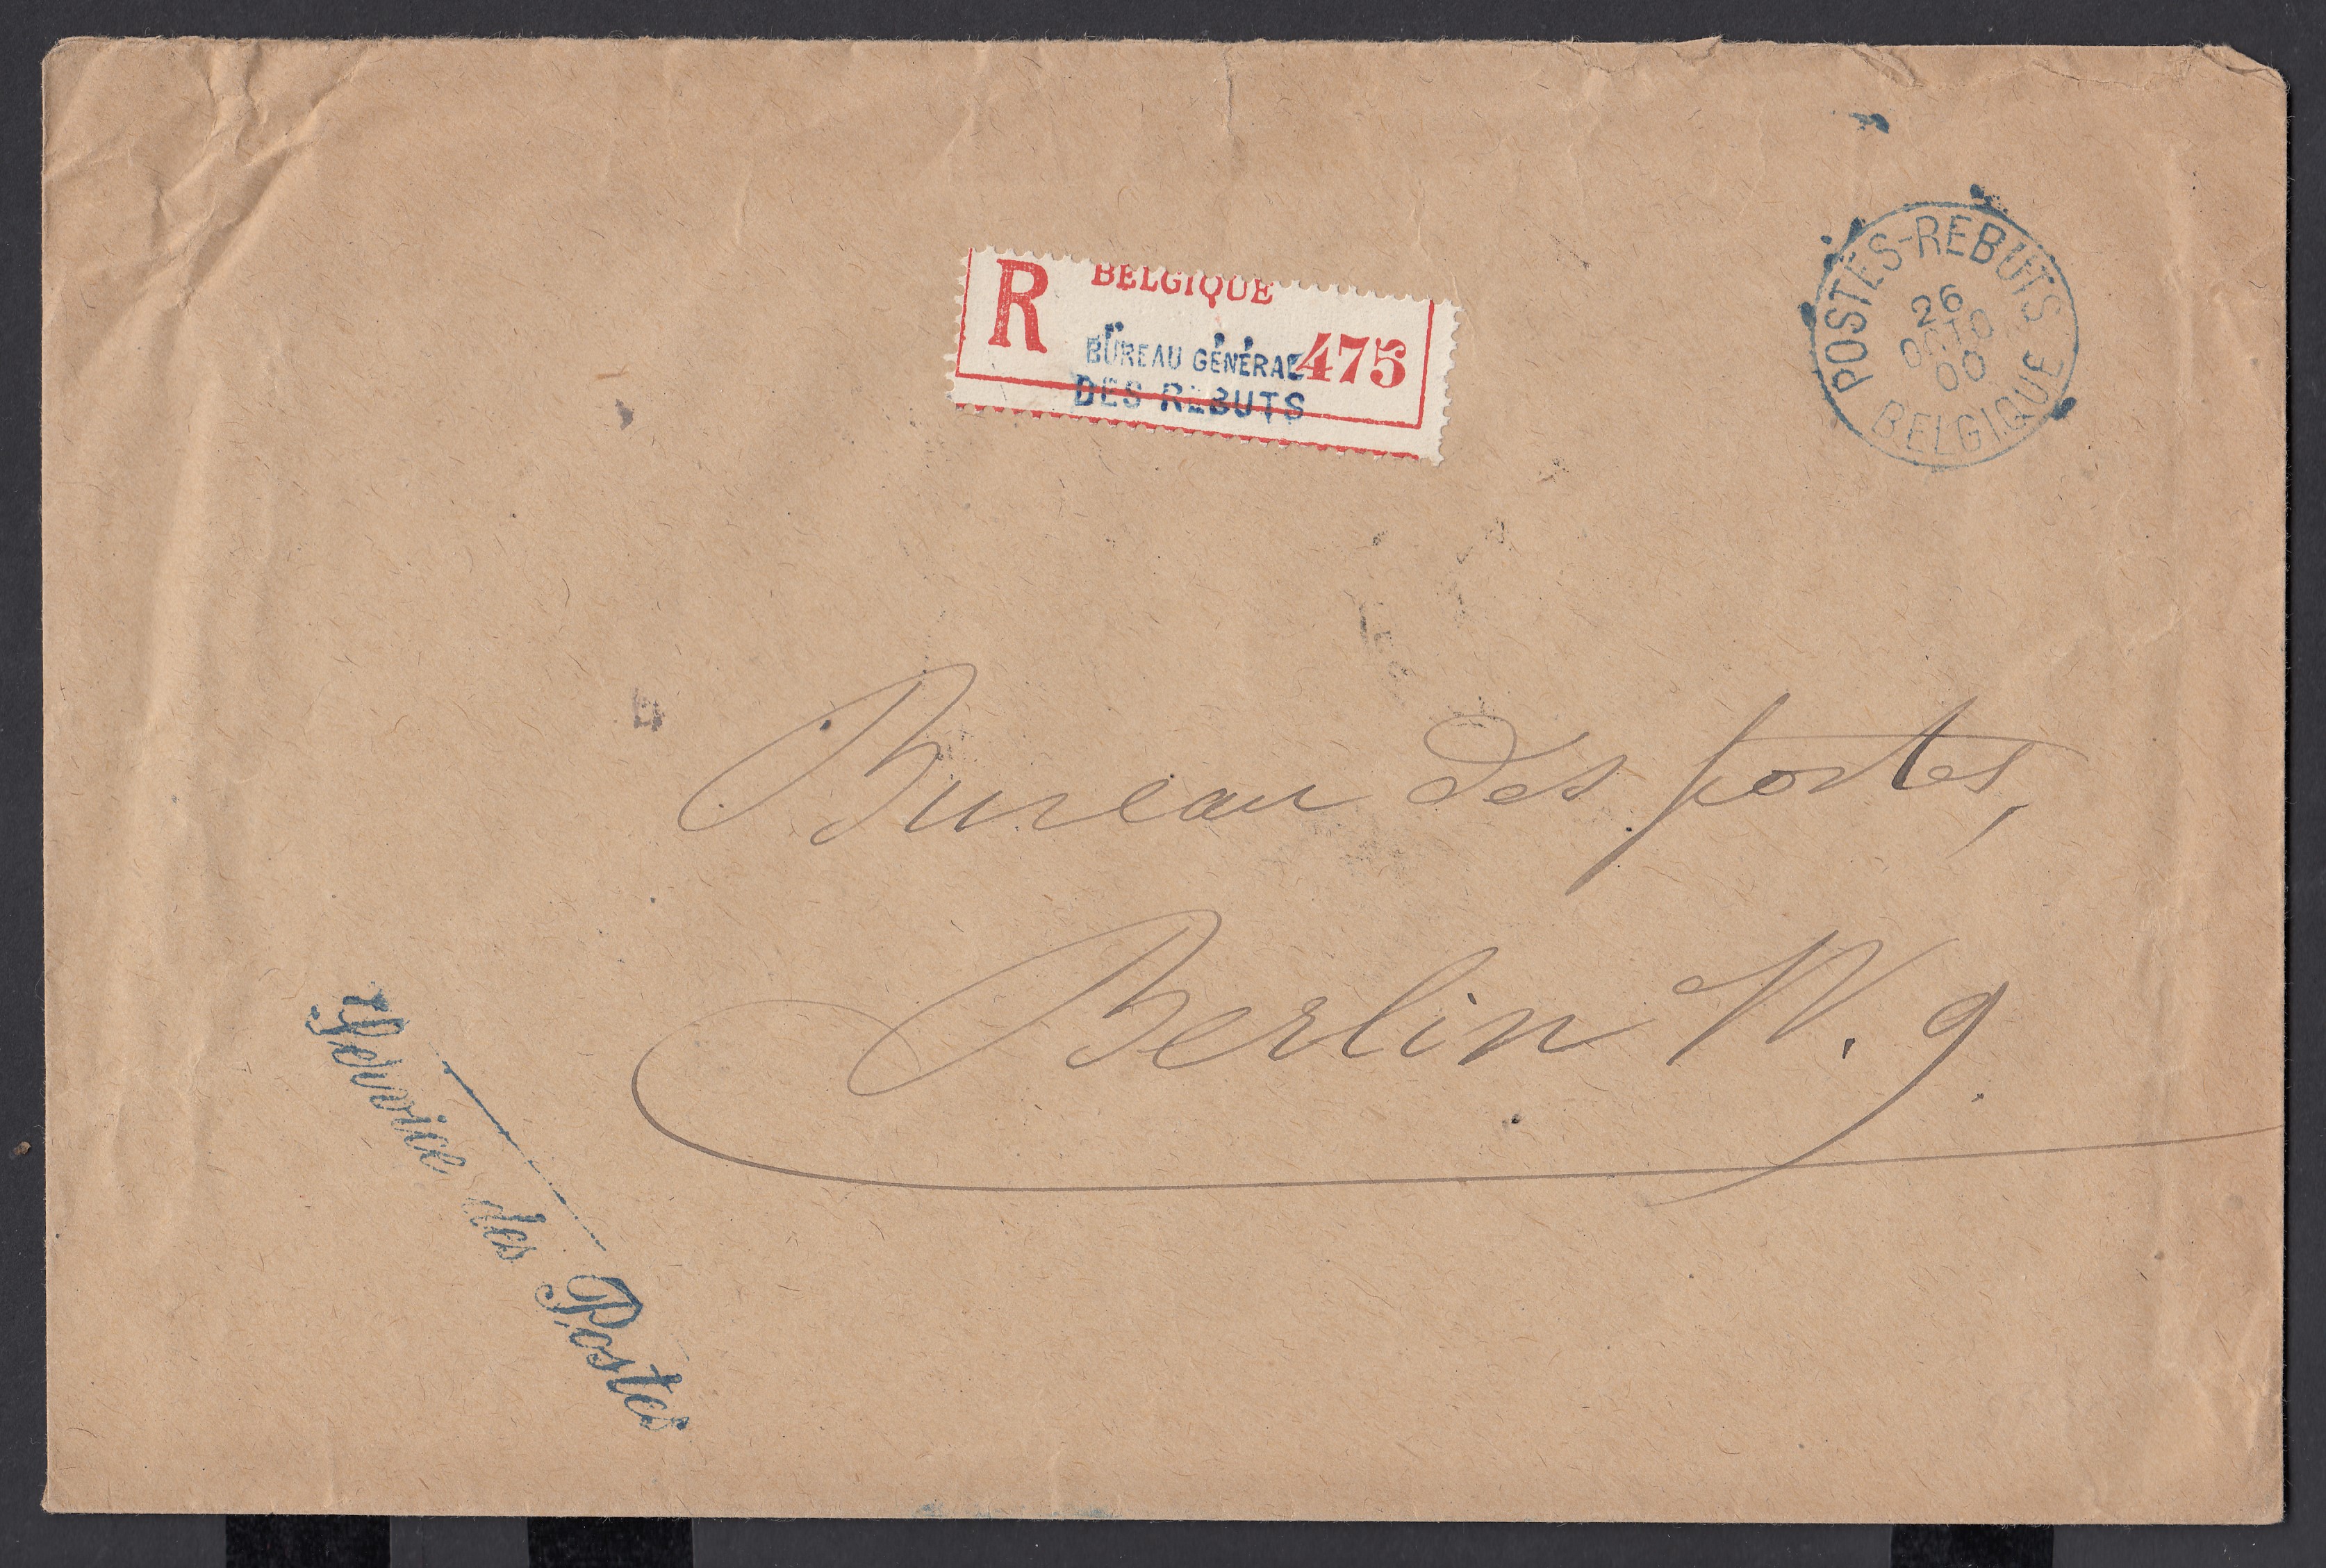 R BELGIQUE
BUREAU GÉNÉRAL 475
DES REBUTS
POSTES-REBUTS
26
OCTO
00
BELGIQUE
Bureau des postes,
Berlin W. 9.
Service des Postes